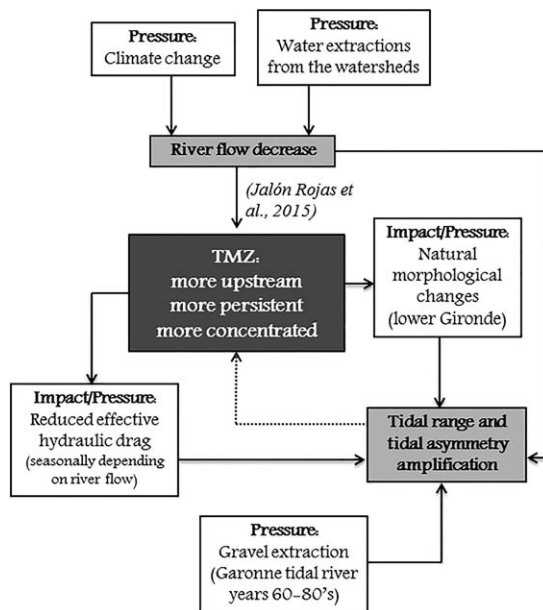 Pressure:
Climate change
Pressure:
Water extractions
from the watersheds
River flow decrease
(Jalón Rojas
et al., 2015)
TMZ:
more upstream
more persistent
more concentrated
Impact/Pressure:
Natural
morphological
changes
(lower Gironde)
Impact/Pressure:
Reduced effective
hydraulic drag
(seasonally depending
on river flow)
Tidal range and
tidal asymmetry
amplification
Pressure:
Gravel extraction
(Garonne tidal river
years 60-80's)